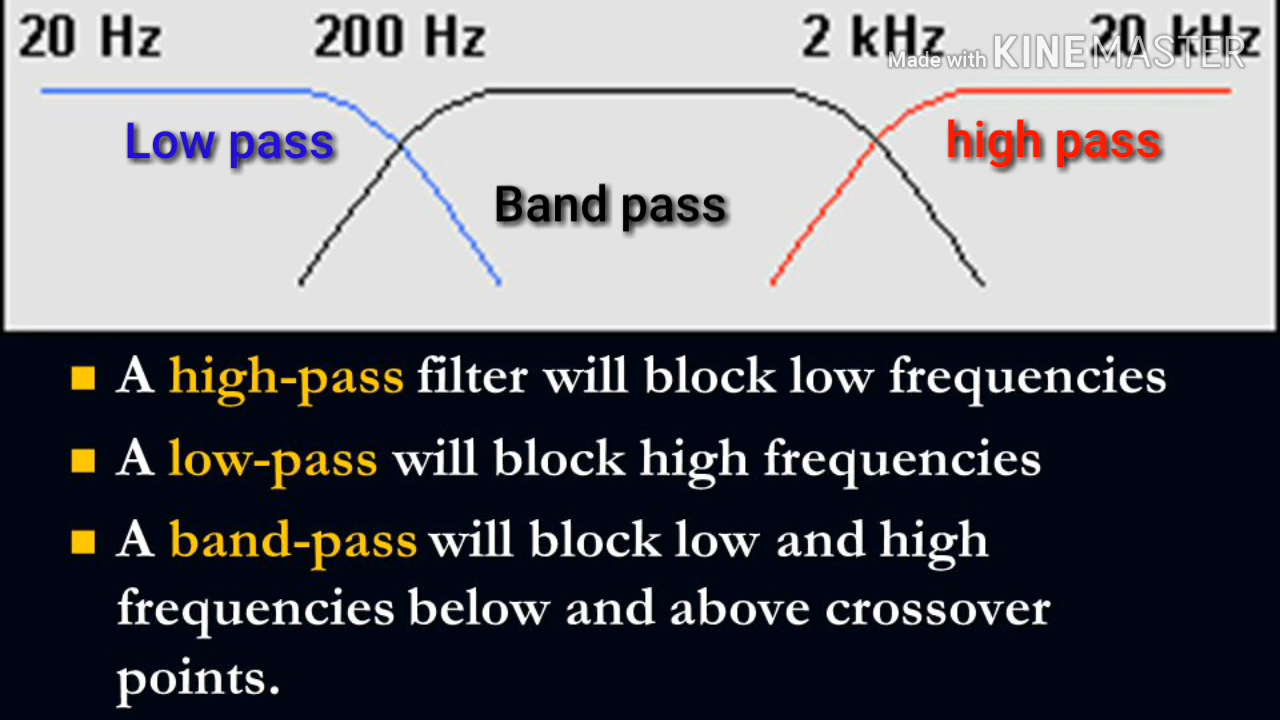 20 Hz 200 Hz 2 kHz 20 kHz
Made with KINEMASTER
Low pass high pass
Band pass
A high-pass filter will block low frequencies
A low-pass will block high frequencies
A band-pass will block low and high
frequencies below and above crossover
points.